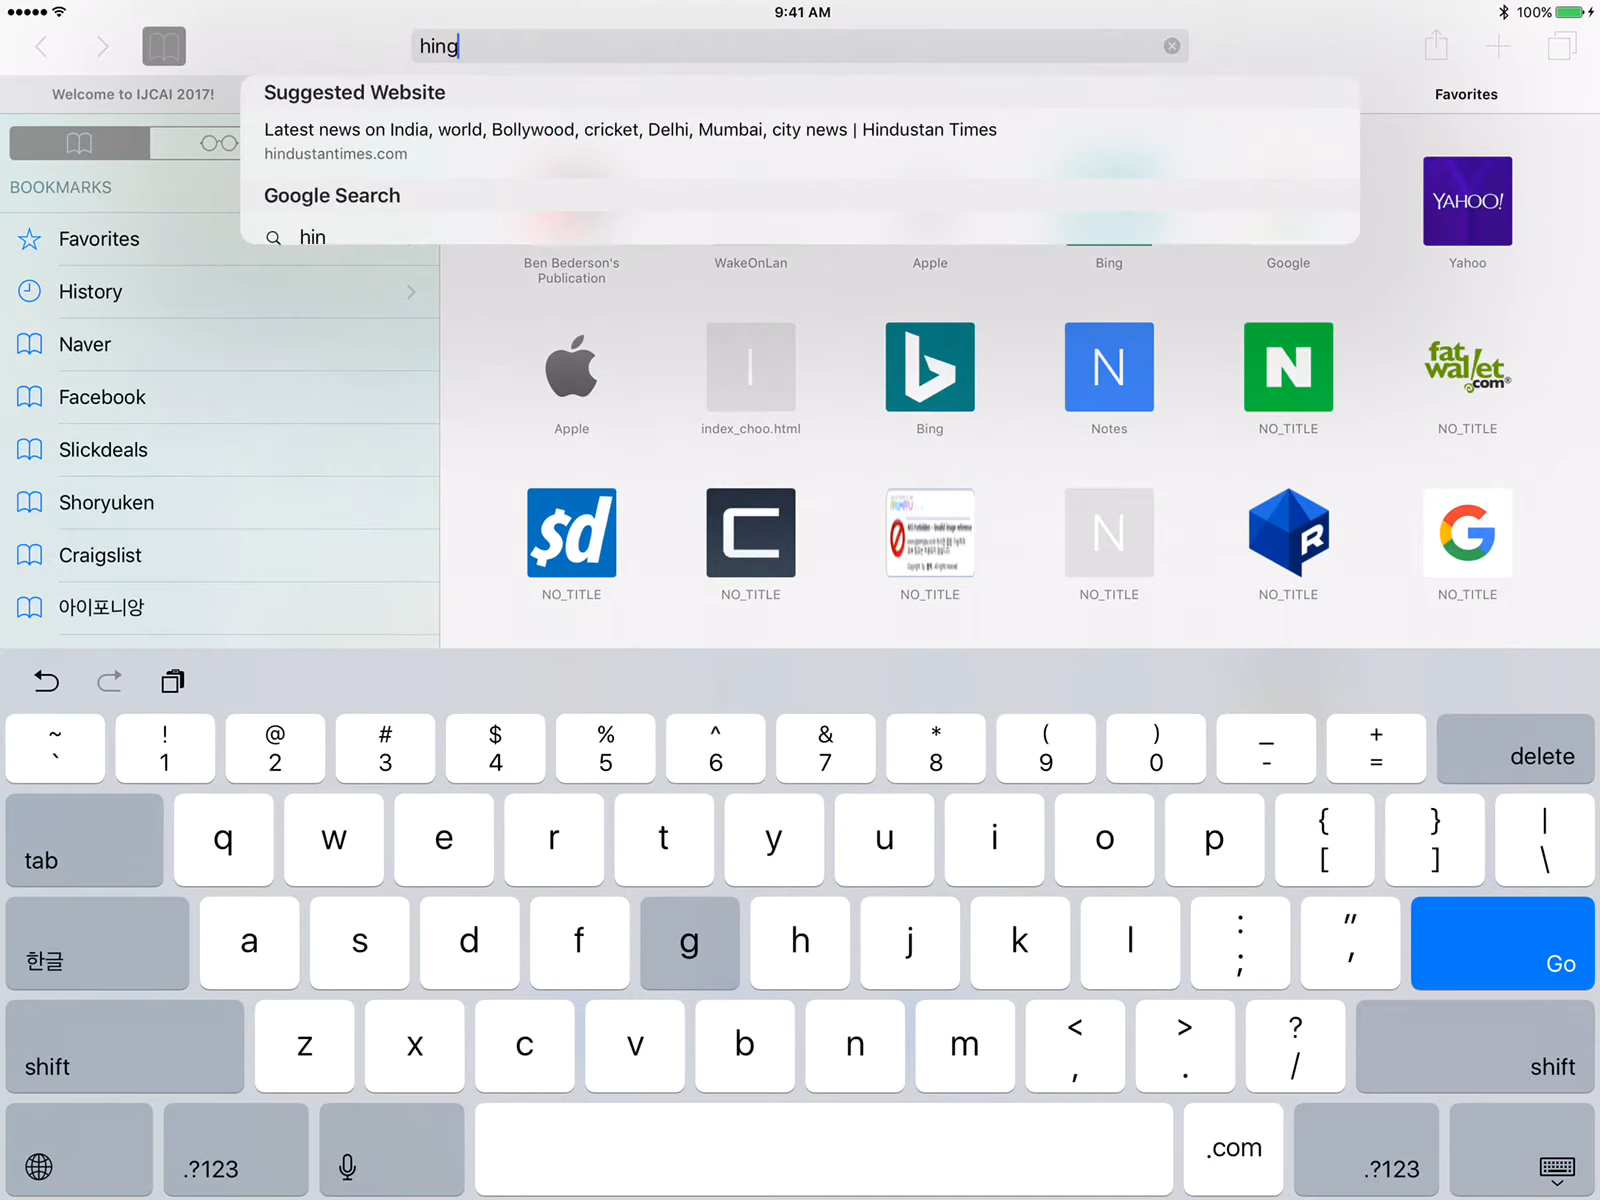 9:41 AM
100%
hing
Welcome to IJCAI 2017!
Favorites
Suggested Website
Latest news on India, world, Bollywood, cricket, Delhi, Mumbai, city news | Hindustan Times
hindustantimes.com
Google Search
hin
BOOKMARKS
Favorites
History
Naver
Facebook
Slickdeals
Shoryuken
Craigslist
아이포니앙
YAHOO!
Ben Bederson's
Publication
WakeOnLan
Apple
Bing
Google
Yahoo
I
N
N
fat
wallet
.com
Apple
index_choo.html
Bing
Notes
NO_TITLE
NO_TITLE
$d
C
N
R
G
NO_TITLE
NO_TITLE
NO_TITLE
NO_TITLE
NO_TITLE
NO_TITLE
~ ! @ # $ % ^ & * ( ) _ +
` 1 2 3 4 5 6 7 8 9 0 - = delete
tab q w e r t y u i o p { [ } ] | \
한글 a s d f g h j k l : ; " ' Go
shift z x c v b n m < , > . ? / shift
.?123 .com .?123